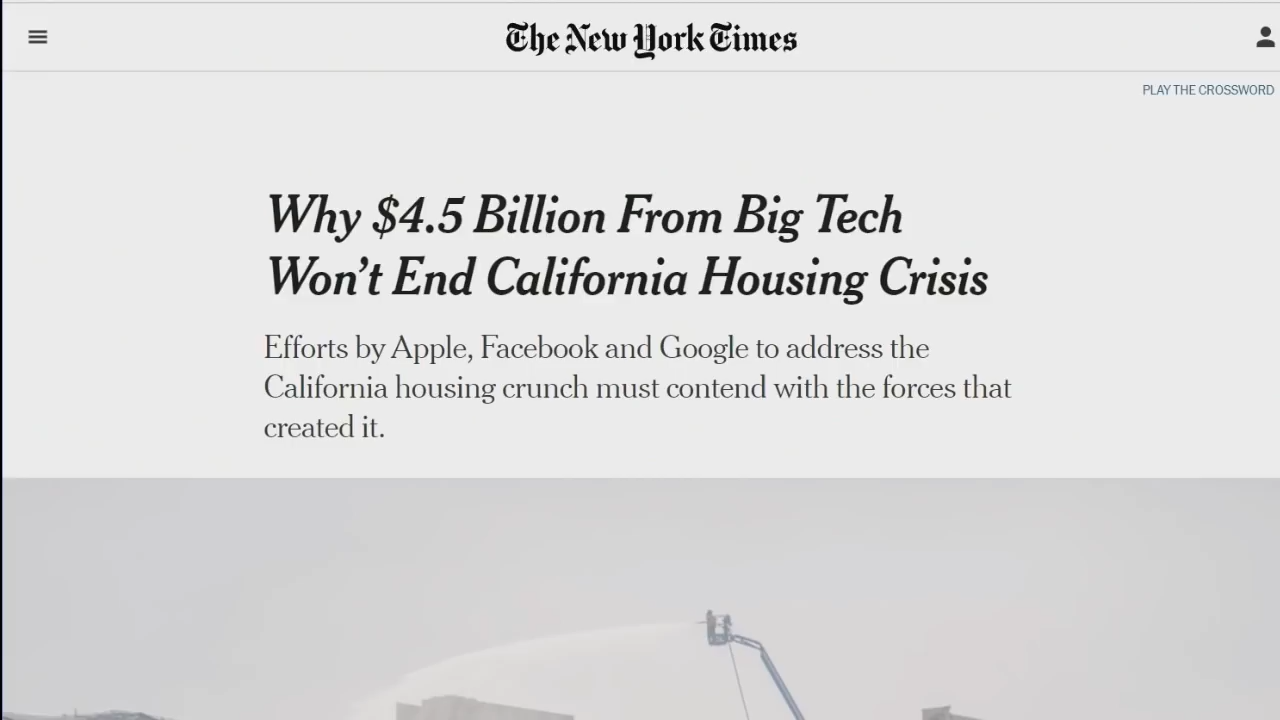 The New York Times
PLAY THE CROSSWORD
Why $4.5 Billion From Big Tech
Won't End California Housing Crisis
Efforts by Apple, Facebook and Google to address the
California housing crunch must contend with the forces that
created it.